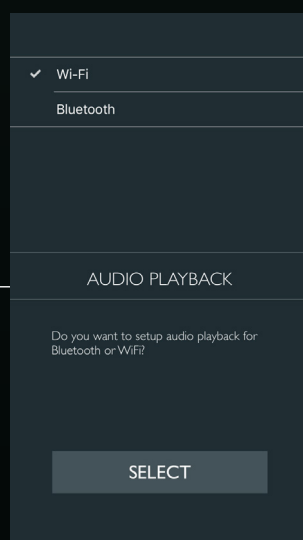 Wi-Fi
Bluetooth
AUDIO PLAYBACK
Do you want to setup audio playback for
Bluetooth or WiFi?
SELECT